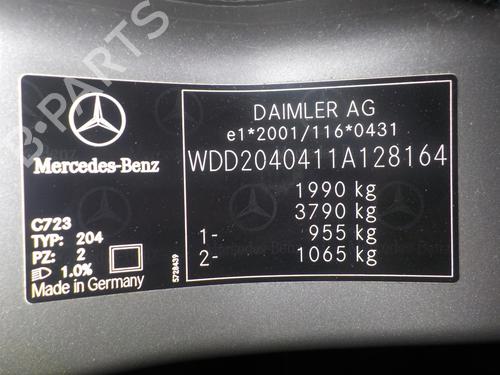 B-PARTS
Mercedes-Benz
C723
TYP: 204
PZ: 2
1.0%
Made in Germany
5728439
DAIMLER AG
e1*2001/116*0431
WDD2040411A128164
1990 kg
3790 kg
1- 955 kg
2- 1065 kg